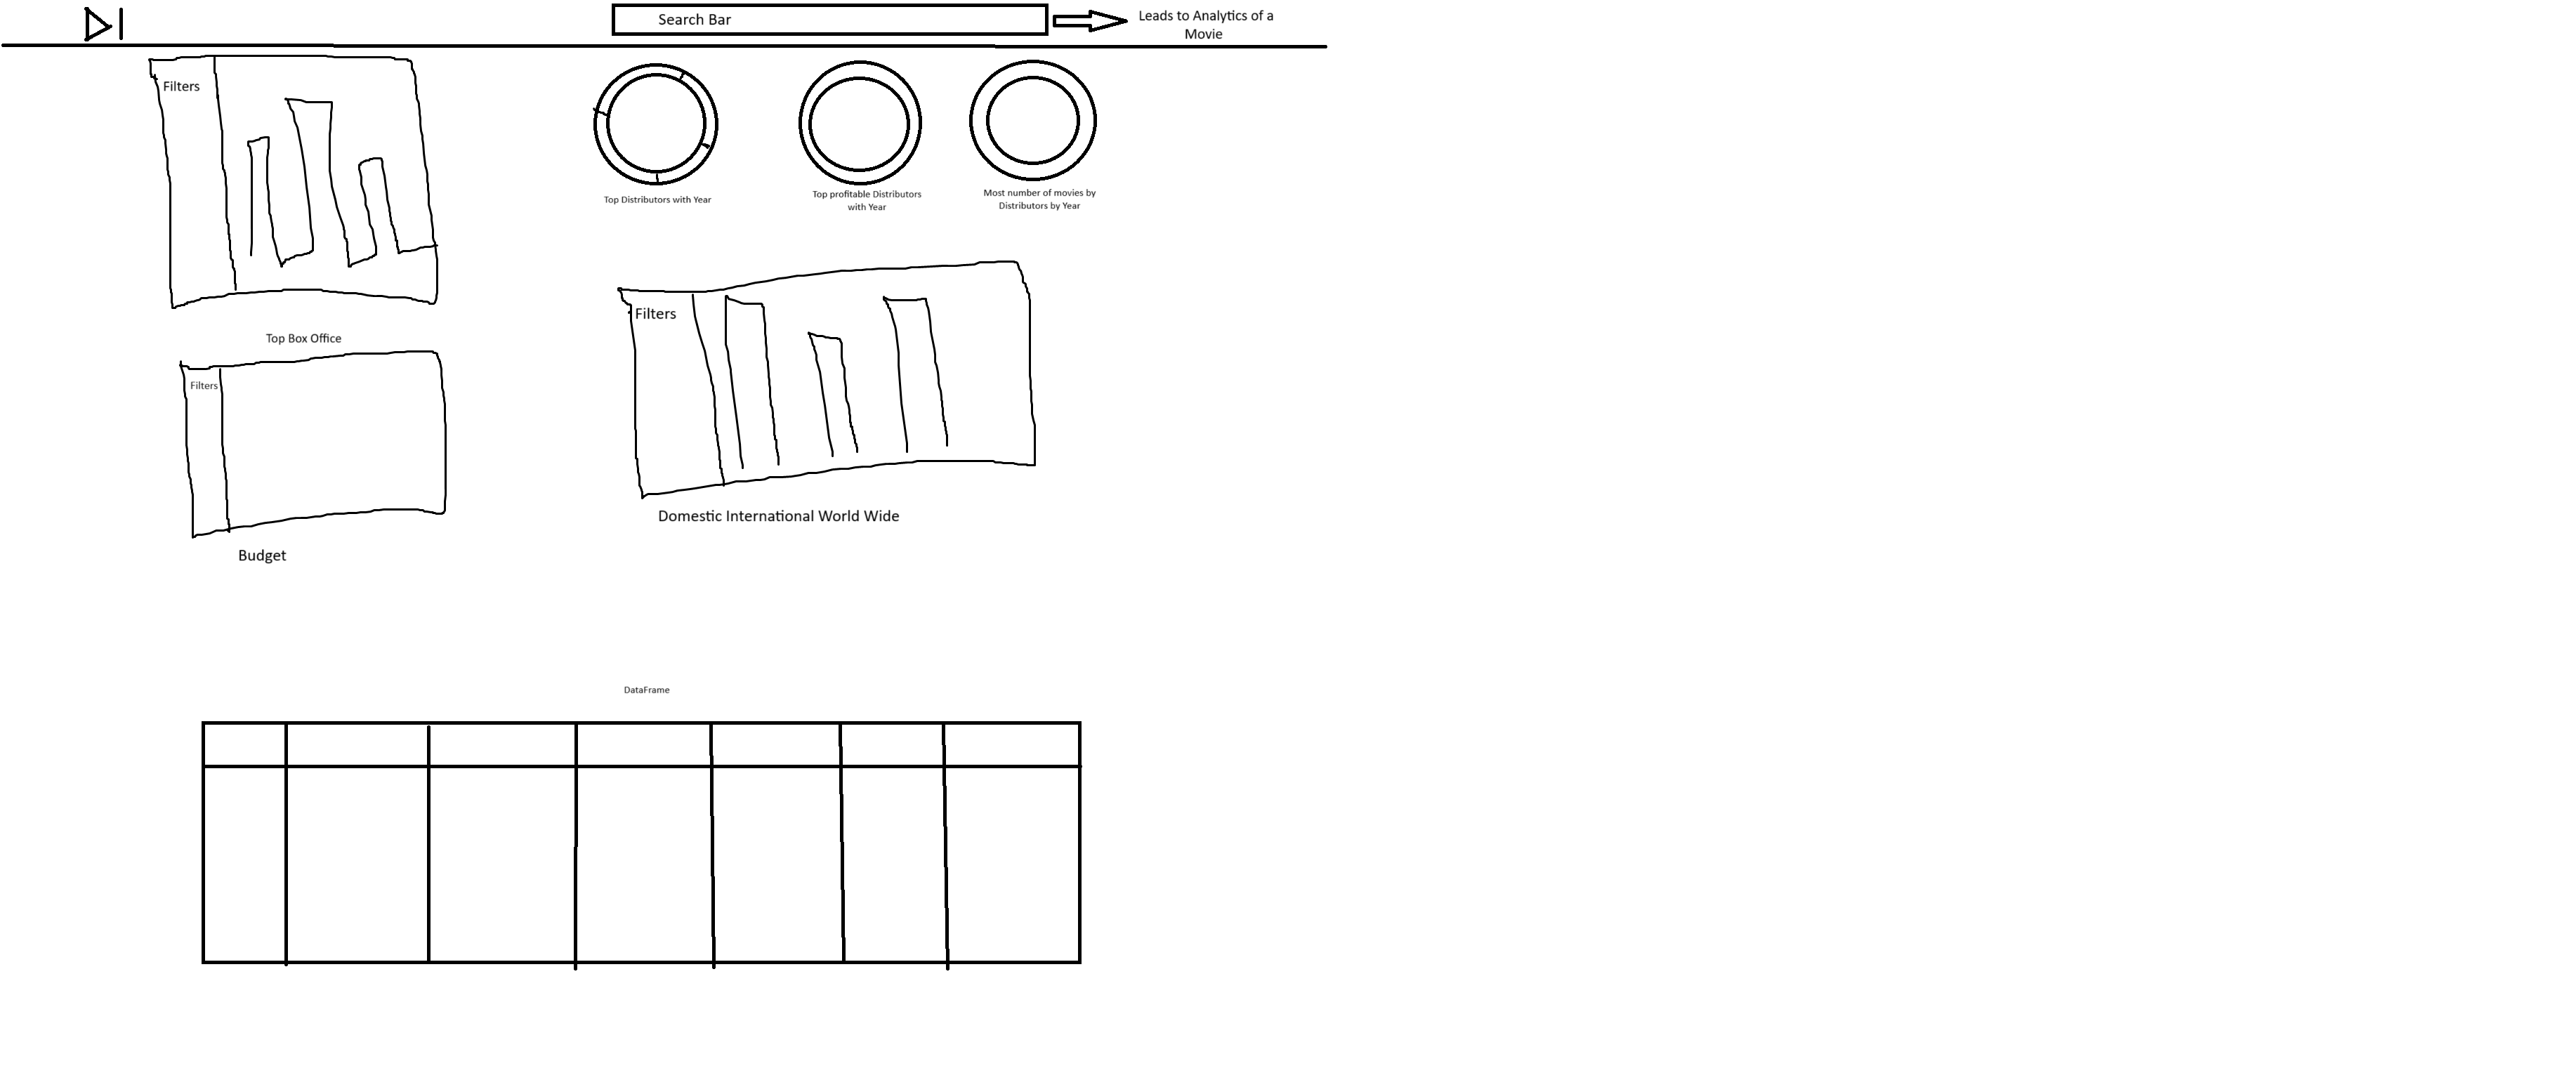 Search Bar
Leads to Analytics of a
Movie
Filters
Top Distributors with Year
Top profitable Distributors
with Year
Most number of movies by
Distributors by Year
Filters
Top Box Office
Filters
Domestic International World Wide
Budget
DataFrame